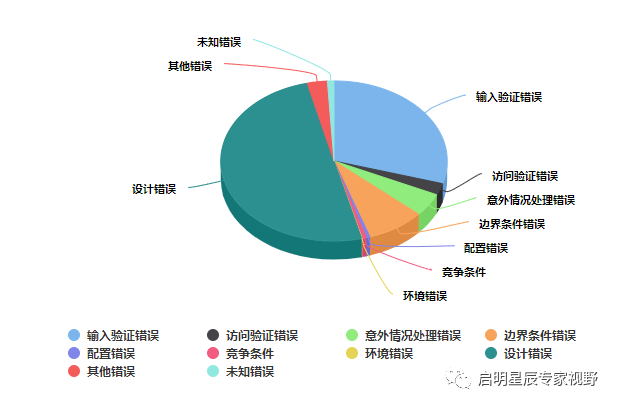 未知错误
其他错误
输入验证错误
访问验证错误
设计错误
意外情况处理错误
边界条件错误
配置错误
竞争条件
环境错误
输入验证错误 访问验证错误 意外情况处理错误 边界条件错误
配置错误 竞争条件 环境错误 设计错误
其他错误 未知错误
启明星辰专家视野